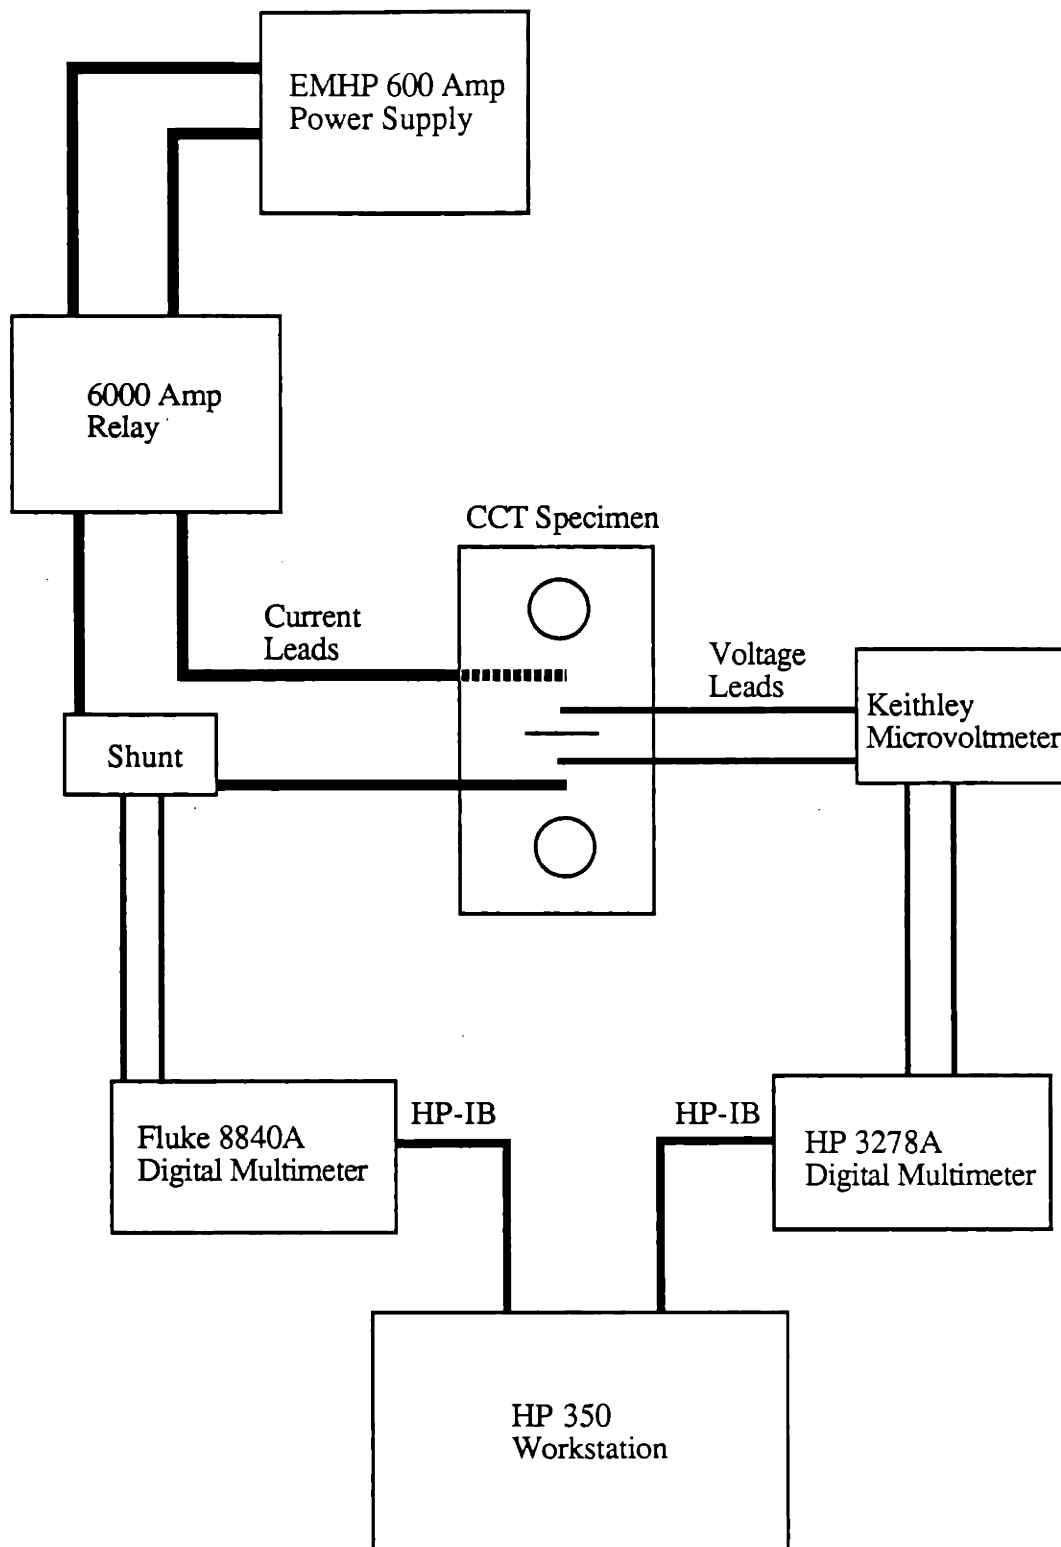 EMHP 600 Amp
Power Supply
6000 Amp
Relay
CCT Specimen
Current
Leads
Voltage
Leads
Keithley
Microvoltmeter
Shunt
HP-IB
HP-IB
Fluke 8840A
Digital Multimeter
HP 3278A
Digital Multimeter
HP 350
Workstation